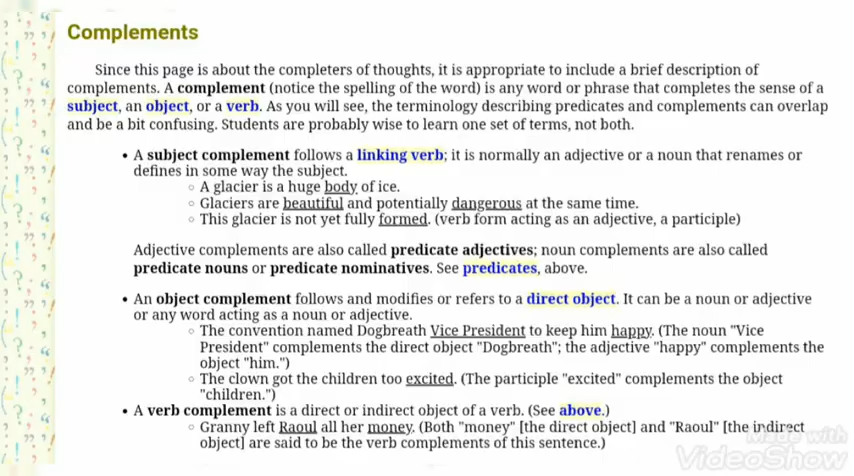 Complements
Since this page is about the completers of thoughts, it is appropriate to include a brief description of
complements. A complement (notice the spelling of the word) is any word or phrase that completes the sense of a
subject, an object, or a verb. As you will see, the terminology describing predicates and complements can overlap
and be a bit confusing. Students are probably wise to learn one set of terms, not both.
• A subject complement follows a linking verb; it is normally an adjective or a noun that renames or
defines in some way the subject.
◦ A glacier is a huge body of ice.
◦ Glaciers are beautiful and potentially dangerous at the same time.
◦ This glacier is not yet fully formed. (verb form acting as an adjective, a participle)
Adjective complements are also called predicate adjectives; noun complements are also called
predicate nouns or predicate nominatives. See predicates, above.
• An object complement follows and modifies or refers to a direct object. It can be a noun or adjective
or any word acting as a noun or adjective.
◦ The convention named Dogbreath Vice President to keep him happy. (The noun "Vice
President" complements the direct object "Dogbreath"; the adjective "happy" complements the
object "him.")
◦ The clown got the children too excited. (The participle "excited" complements the object
"children.")
• A verb complement is a direct or indirect object of a verb. (See above.)
◦ Granny left Raoul all her money. (Both "money" [the direct object] and "Raoul" [the indirect
object] are said to be the verb complements of this sentence.)
Made with
VideoShow